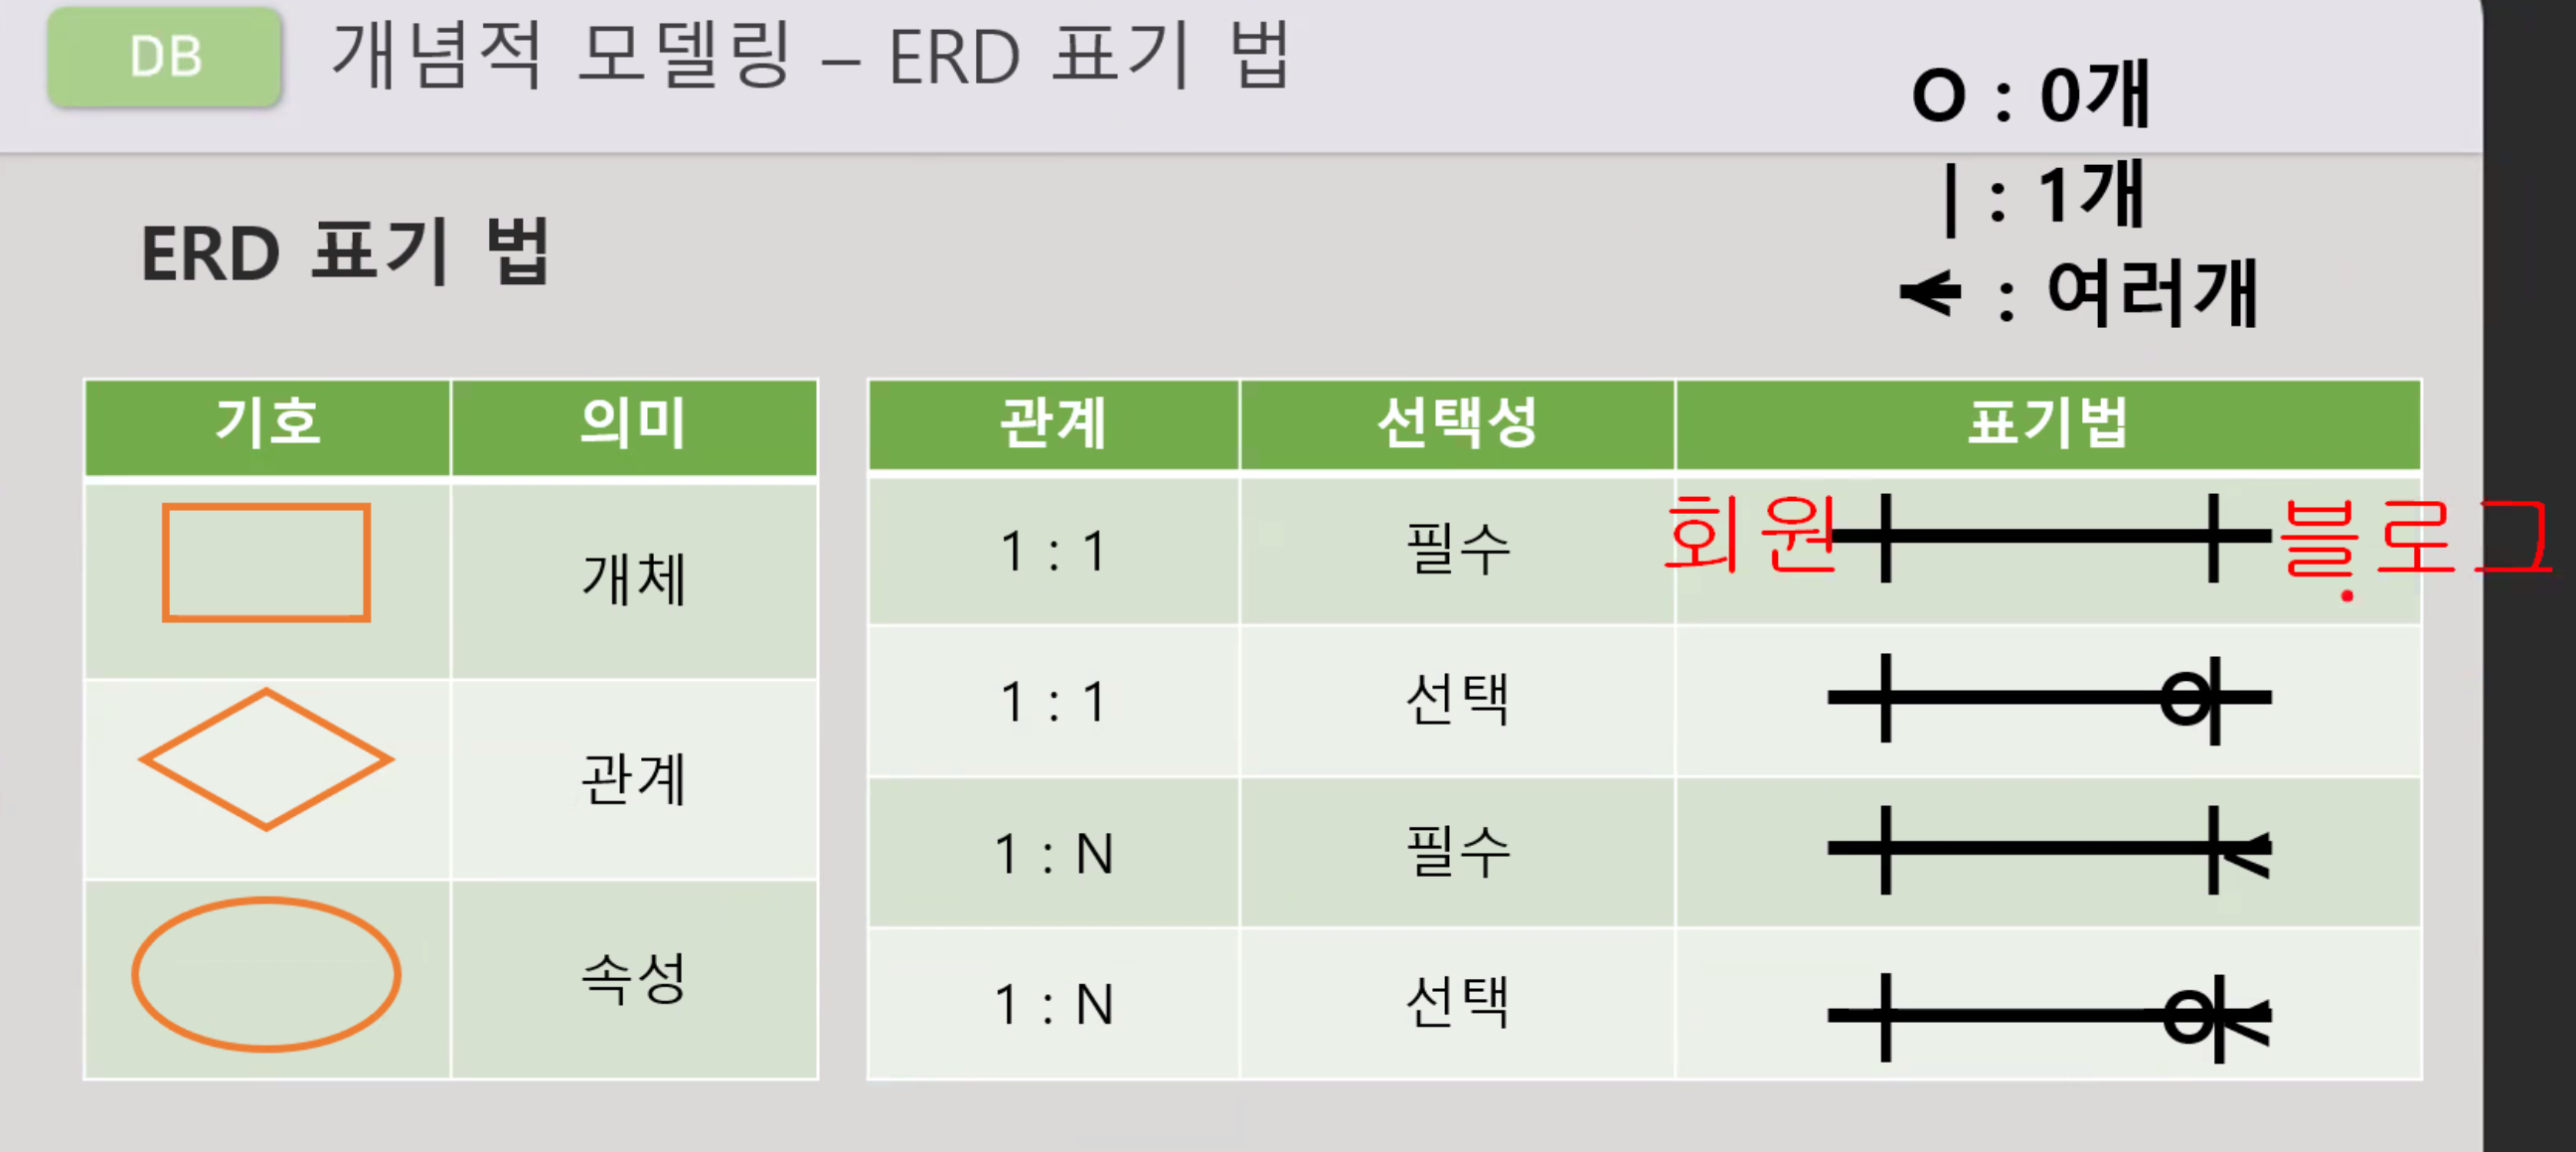 DB 개념적 모델링 – ERD 표기 법
O : 0개
| : 1개
< : 여러개
ERD 표기 법
기호 의미
개체
관계
속성
관계 선택성 표기법
1 : 1 필수 회원 블로그
1 : 1 선택
1 : N 필수
1 : N 선택